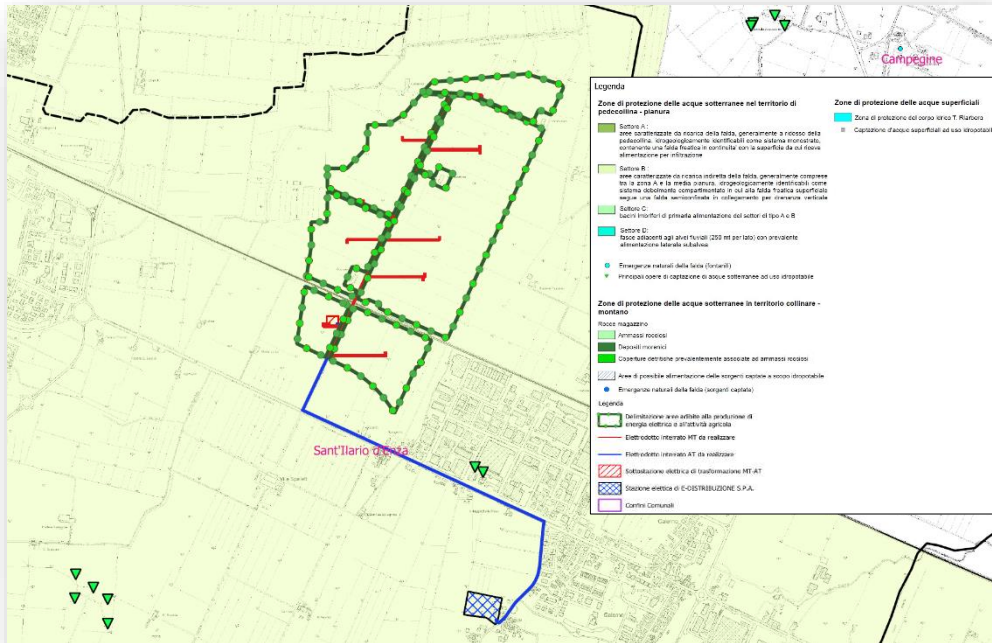 Campegine
Legenda
Zone di protezione delle acque sotterranee nel territorio di
pedecollina - pianura
Settore A :
aree caratterizzate da ricarica della falda, generalmente a ridosso della
pedecollina, idrogeologicamente identificabili come sistema monostrato,
contenente una falda freatica in continuita' con la superficie da cui riceve
alimentazione per infiltrazione
Settore B :
aree caratterizzate da ricarica indiretta della falda, generalmente comprese
tra la zona A e la media pianura, idrogeologicamente identificabili come
sistema debolmente compartimentato in cui alla falda freatica superficiale
segue una falda semiconfinata in collegamento per drenanza verticale
Settore C:
bacini imbriferi di primaria alimentazione dei settori di tipo A e B
Settore D:
fasce adiacenti agli alvei fluviali (250 mt per lato) con prevalente
alimentazione laterale subalvea
Emergenze naturali della falda (fontanili)
Principali opere di captazione di acque sotterranee ad uso idropotabile
Zone di protezione delle acque sotterranee in territorio collinare -
montano
Rocce magazzino
Ammassi rocciosi
Depositi morenici
Coperture detritiche prevalentemente associate ad ammassi rocciosi
Aree di possibile alimentazione delle sorgenti captate a scopo idropotabile
Emergenze naturali della falda (sorgenti captate)
Legenda
Delimitazione aree adibite alla produzione di
energia elettrica e all'attività agricola
Elettrodotto interrato MT da realizzare
Elettrodotto interrato AT da realizzare
Sottostazione elettrica di trasformazione MT-AT
Stazione elettica di E-DISTRIBUZIONE S.P.A.
Confini Comunali
Zone di protezione delle acque superficiali
Zona di protezione del corpo idrico T. Riarbero
Captazione d'acque superficiali ad uso idropotabile
Sant'Ilario d'Enza